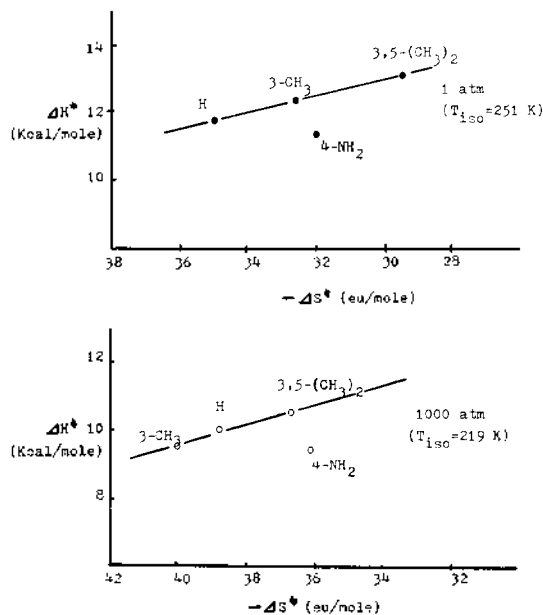 14
3,5-(CH3)2
3-CH3
H
1 atm
ΔH*
12
(Tiso=251 K)
(Kcal/mole)
4-NH2
10
38 36 34 32 30 28
-ΔS* (eu/mole)
12
3,5-(CH3)2
H
ΔH*
10
3-CH3
1000 atm
(Kcal/mole)
(Tiso=219 K)
4-NH2
8
42 40 38 36 34 32
-ΔS* (eu/mole)